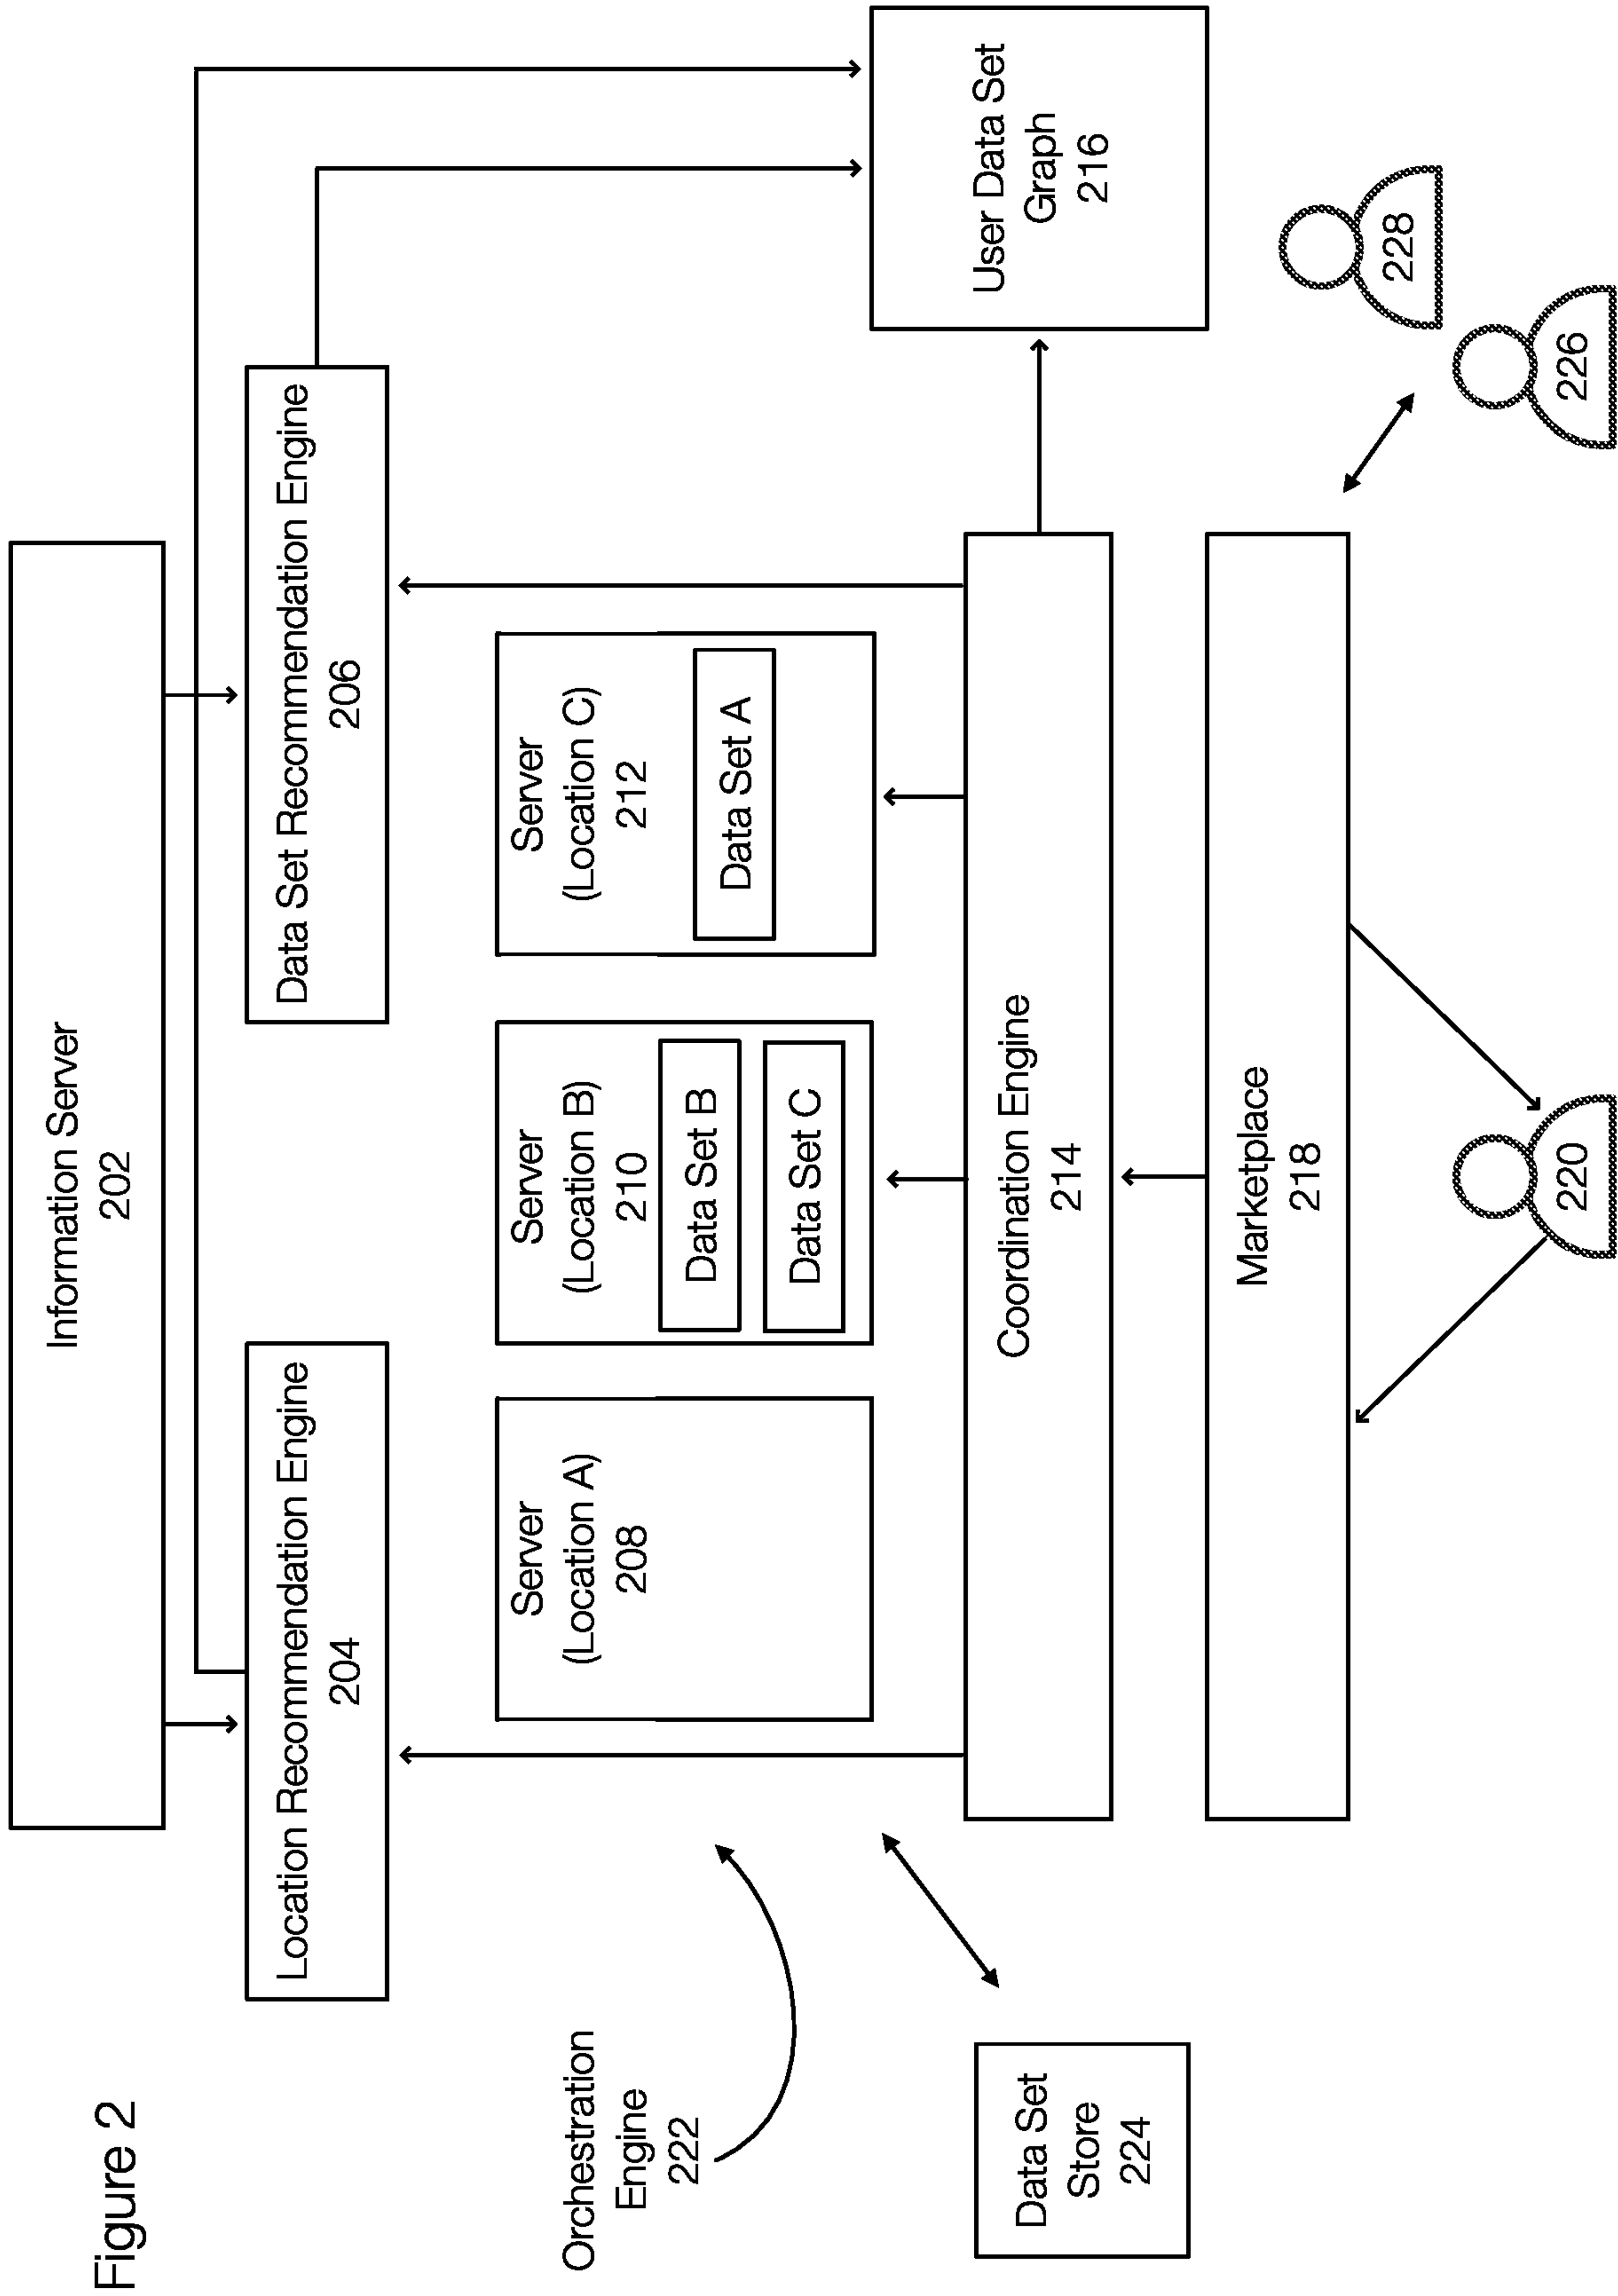 Figure 2
Information Server
202
Location Recommendation Engine
204
Data Set Recommendation Engine
206
Server
(Location A)
208
Server
(Location B)
210
Data Set B
Data Set C
Server
(Location C)
212
Data Set A
Orchestration
Engine
222
Data Set
Store
224
Coordination Engine
214
User Data Set
Graph
216
Marketplace
218
220
226
228